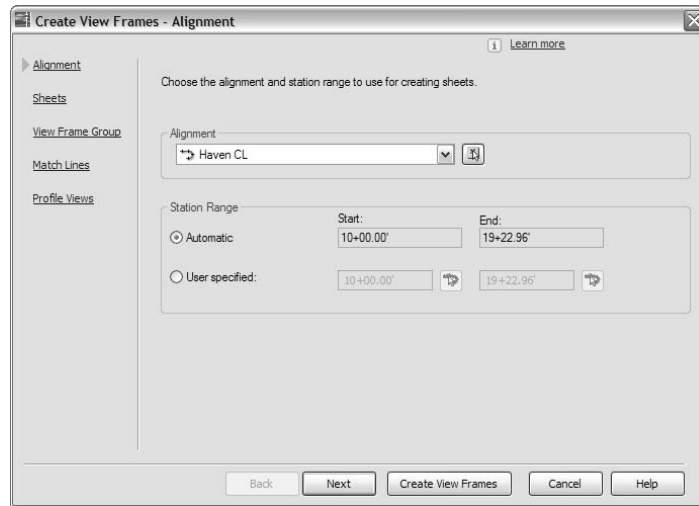 Create View Frames - Alignment
Learn more
Alignment
Sheets
View Frame Group
Match Lines
Profile Views
Choose the alignment and station range to use for creating sheets.
Alignment
Haven CL
Station Range
Start: End:
Automatic 10+00.00' 19+22.96'
User specified: 10+00.00' 19+22.96'
Back Next Create View Frames Cancel Help